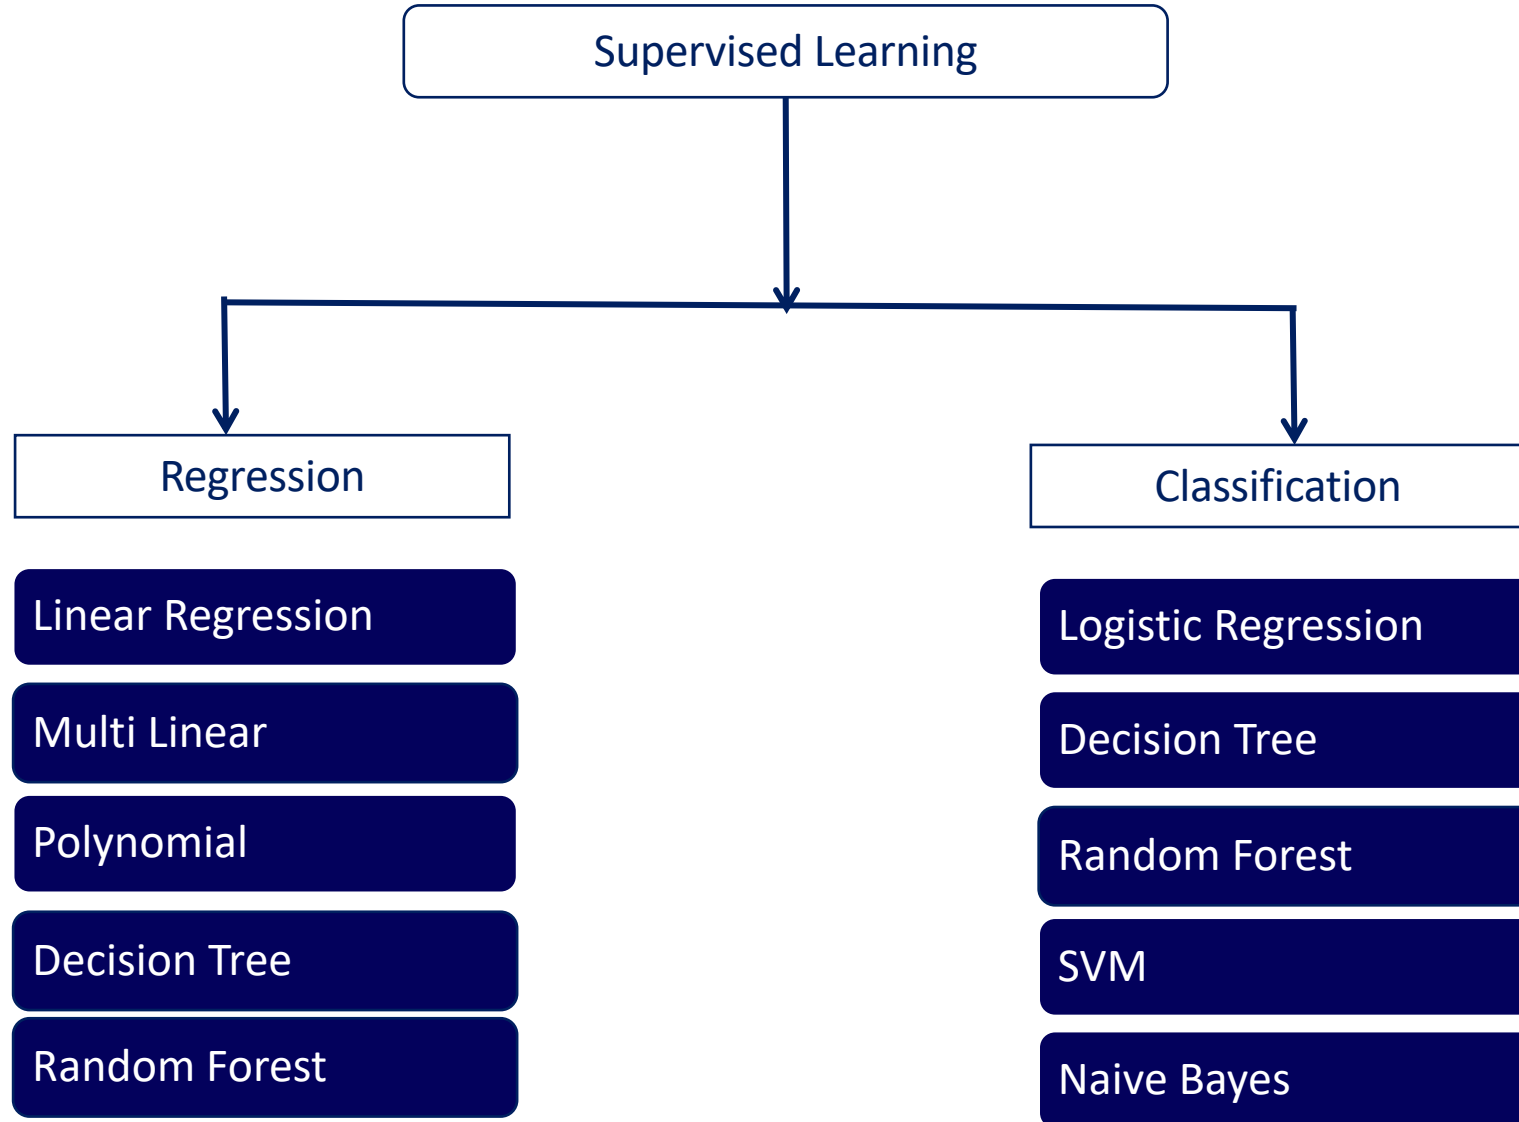 Supervised Learning
Regression
Linear Regression
Multi Linear
Polynomial
Decision Tree
Random Forest
Classification
Logistic Regression
Decision Tree
Random Forest
SVM
Naive Bayes